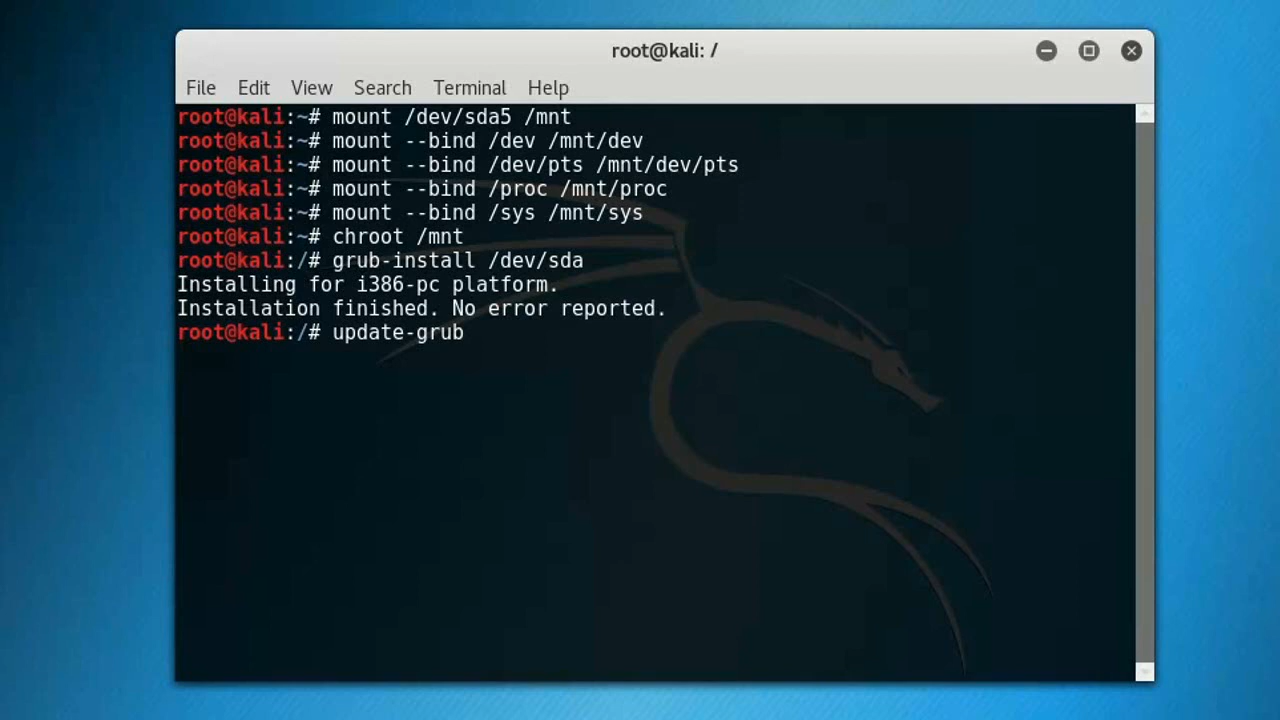 root@kali: /
File Edit View Search Terminal Help
root@kali:~# mount /dev/sda5 /mnt
root@kali:~# mount --bind /dev /mnt/dev
root@kali:~# mount --bind /dev/pts /mnt/dev/pts
root@kali:~# mount --bind /proc /mnt/proc
root@kali:~# mount --bind /sys /mnt/sys
root@kali:~# chroot /mnt
root@kali:/# grub-install /dev/sda
Installing for i386-pc platform.
Installation finished. No error reported.
root@kali:/# update-grub